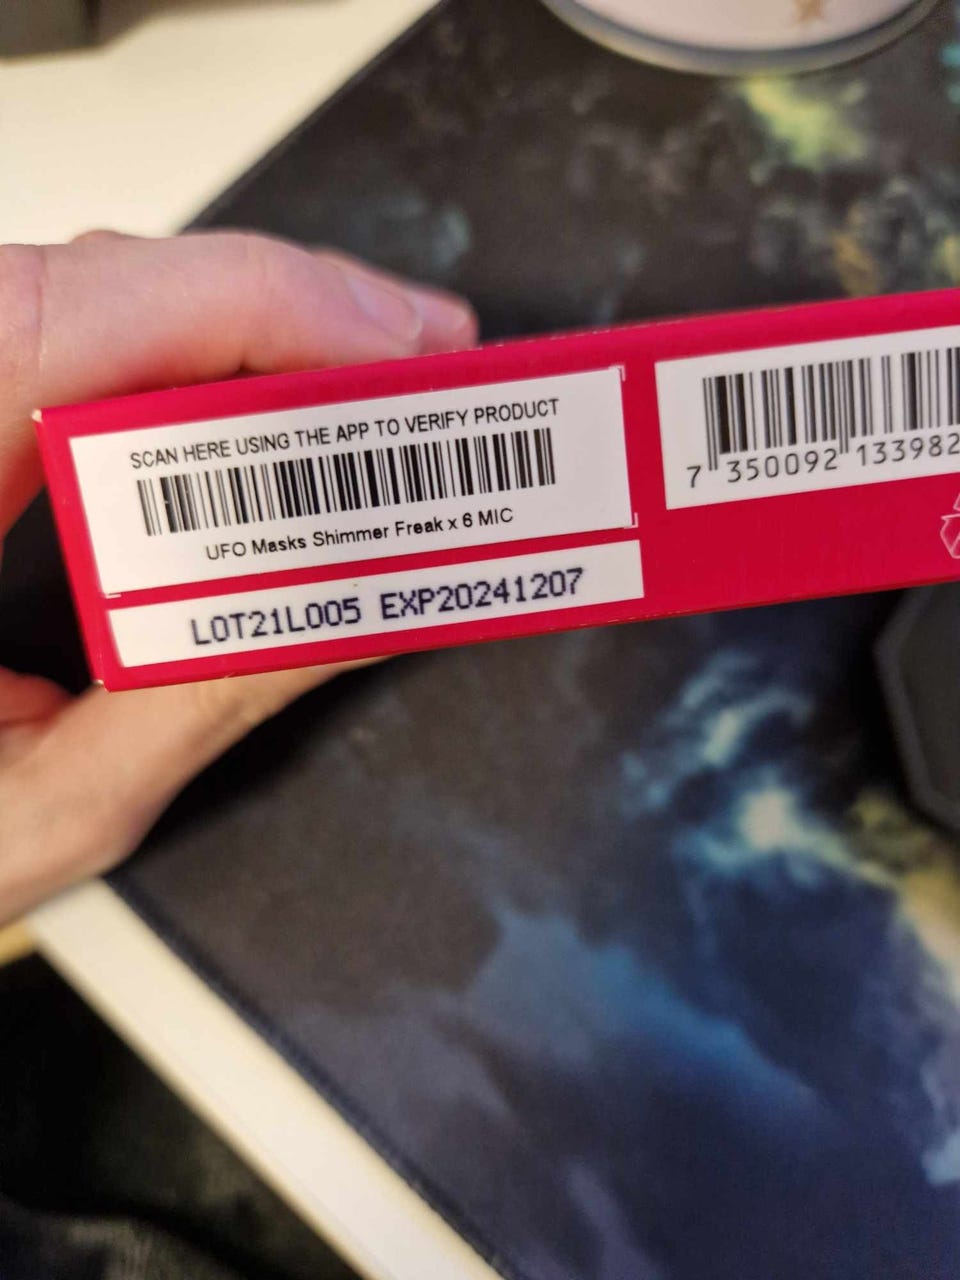 SCAN HERE USING THE APP TO VERIFY PRODUCT
UFO Masks Shimmer Freak x 6 MIC
LOT21L005 EXP20241207
7 350092 133982